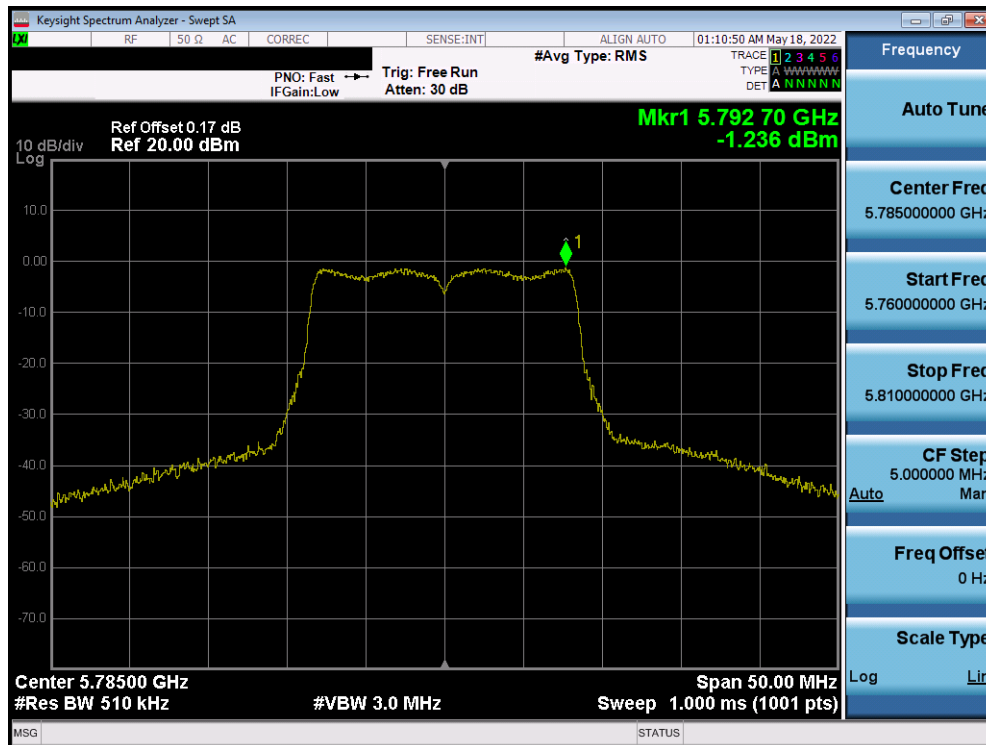 Keysight Spectrum Analyzer - Swept SA
LXI RF 50 Ω AC CORREC SENSE:INT ALIGN AUTO 01:10:50 AM May 18, 2022
#Avg Type: RMS
TRACE 1 2 3 4 5 6
PNO: Fast Trig: Free Run
TYPE A WWWWW
IFGain:Low Atten: 30 dB
DET A N N N N N
Mkr1 5.792 70 GHz
-1.236 dBm
Ref Offset 0.17 dB
10 dB/div Ref 20.00 dBm
Log
10.0
0.00
-10.0
-20.0
-30.0
-40.0
-50.0
-60.0
-70.0
1
Center 5.78500 GHz
Span 50.00 MHz
#Res BW 510 kHz
#VBW 3.0 MHz
Sweep 1.000 ms (1001 pts)
MSG
STATUS
Frequency
Auto Tune
Center Freq
5.785000000 GHz
Start Freq
5.760000000 GHz
Stop Freq
5.810000000 GHz
CF Step
5.000000 MHz
Auto Man
Freq Offset
0 Hz
Scale Type
Log Lin